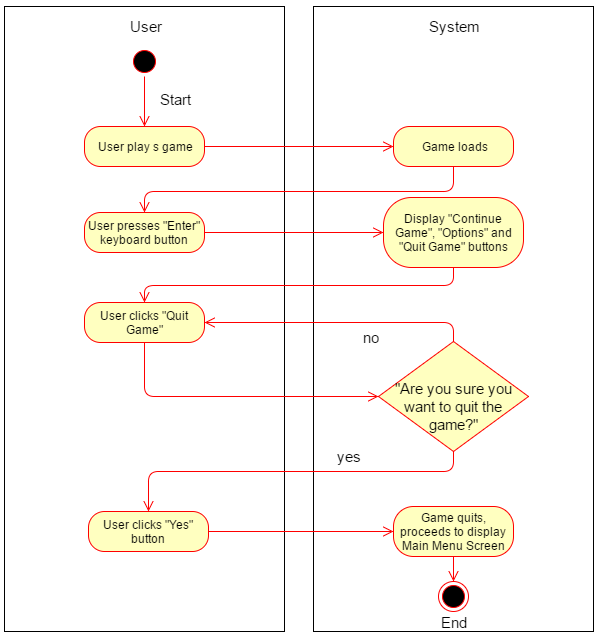 User
System
Start
User play s game
Game loads
User presses "Enter"
keyboard button
Display "Continue
Game", "Options" and
"Quit Game" buttons
User clicks "Quit
Game"
no
"Are you sure you
want to quit the
game?"
yes
User clicks "Yes"
button
Game quits,
proceeds to display
Main Menu Screen
End